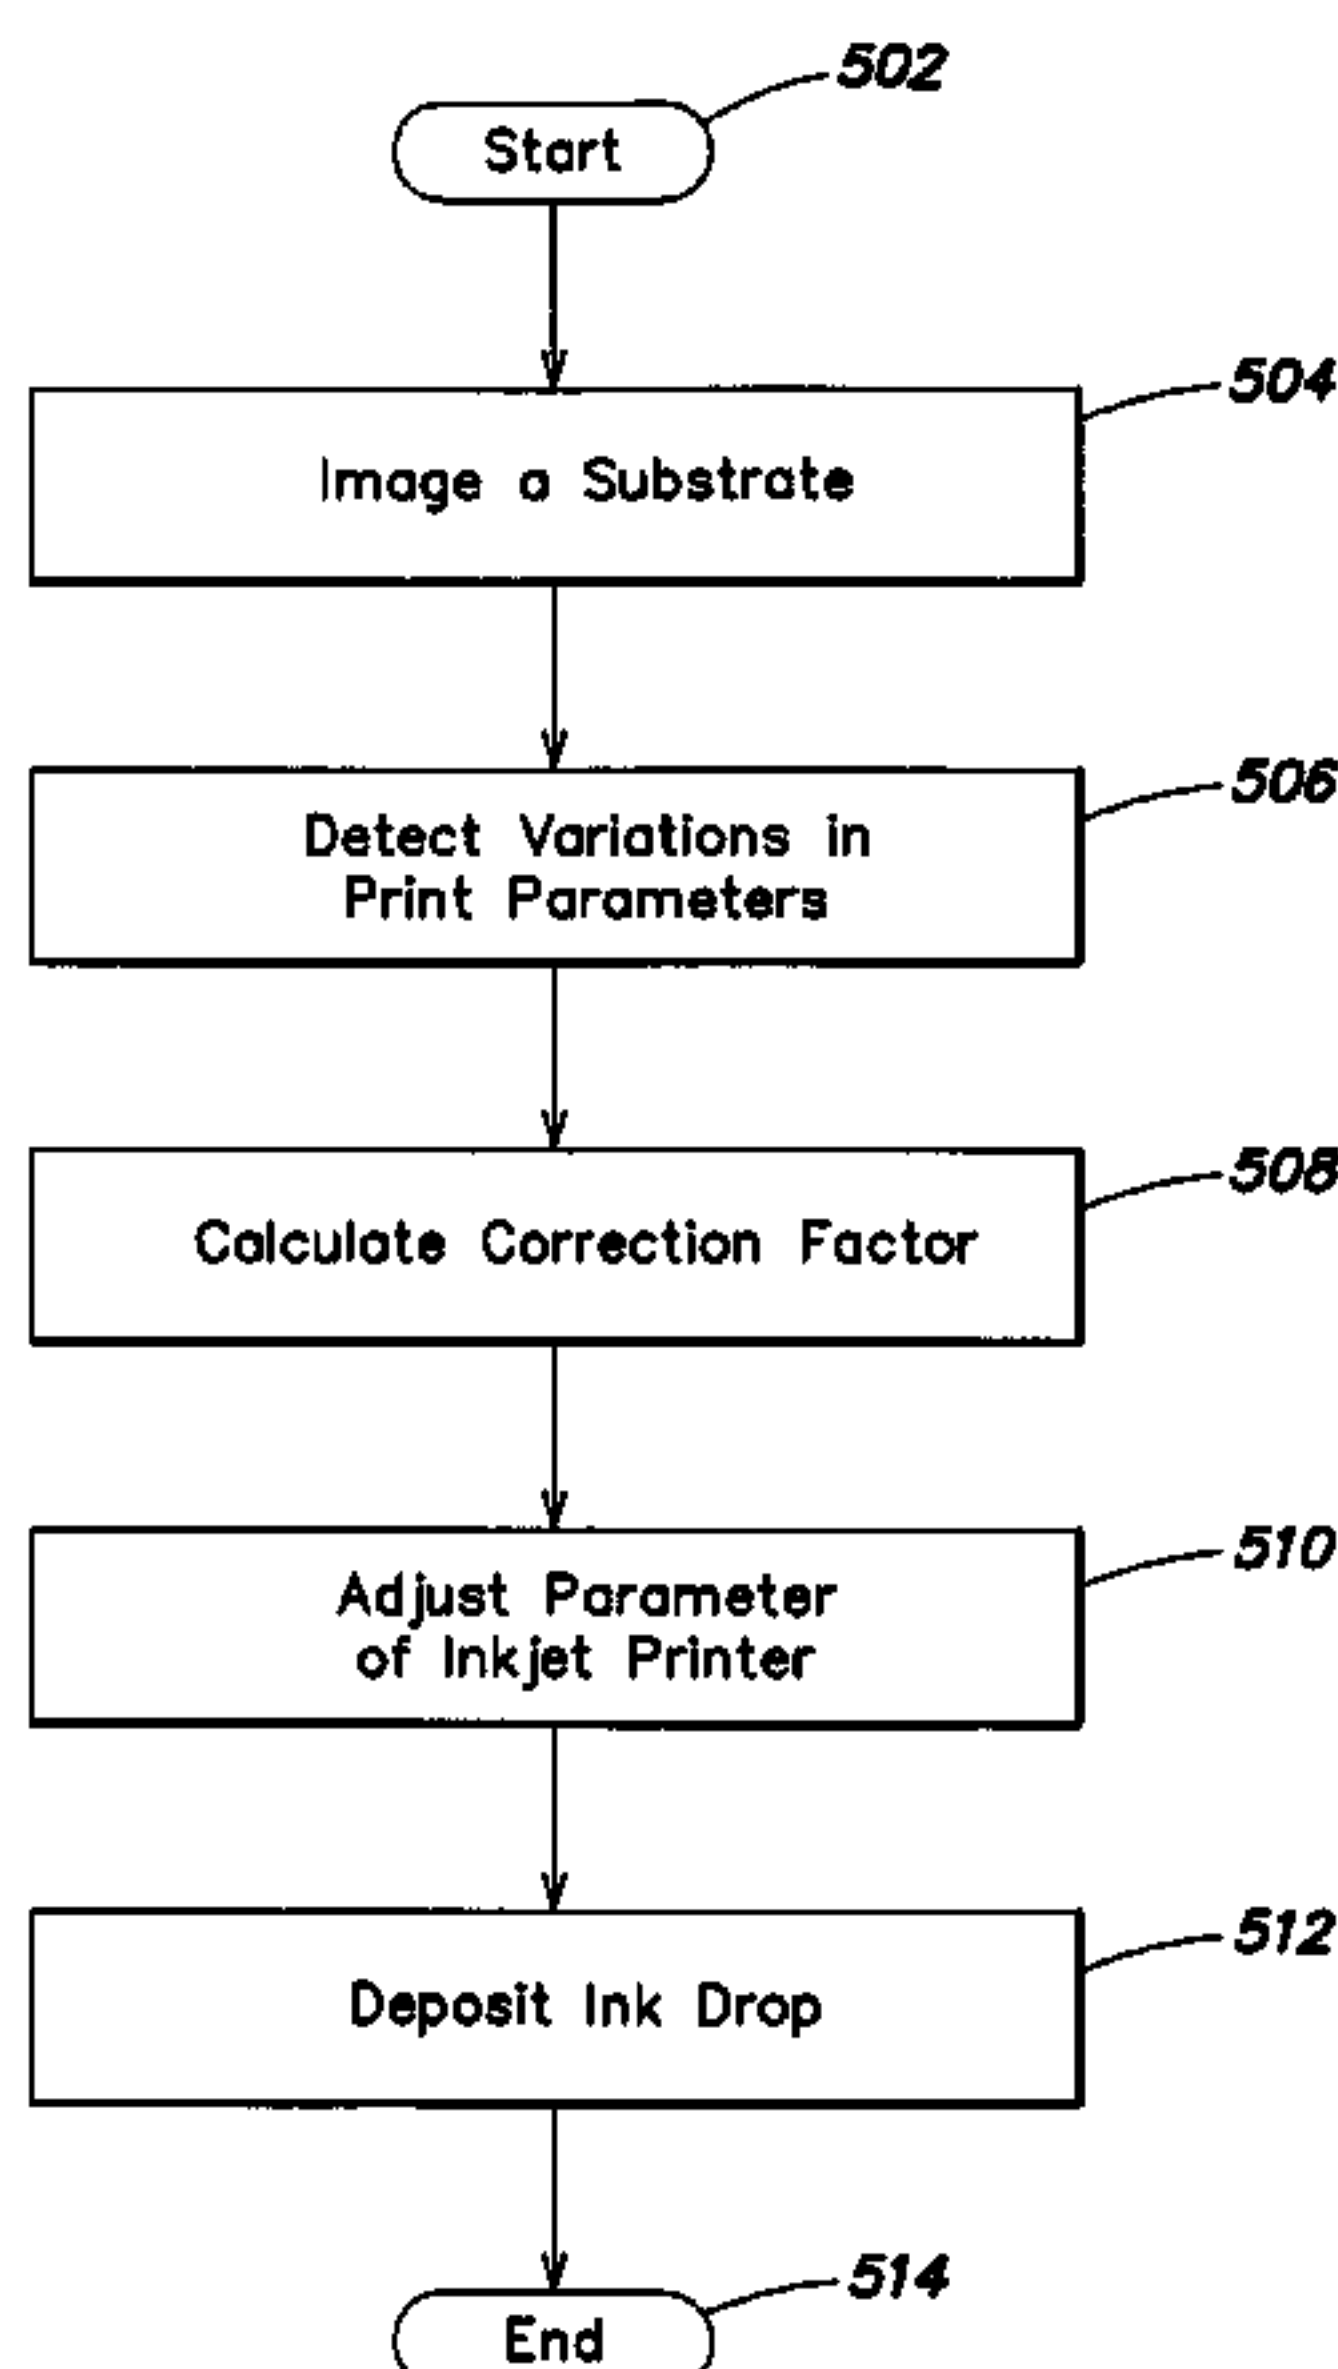 502
Start
504
Image a Substrate
506
Detect Variations in
Print Parameters
508
Calculate Correction Factor
510
Adjust Parameter
of Inkjet Printer
512
Deposit Ink Drop
514
End